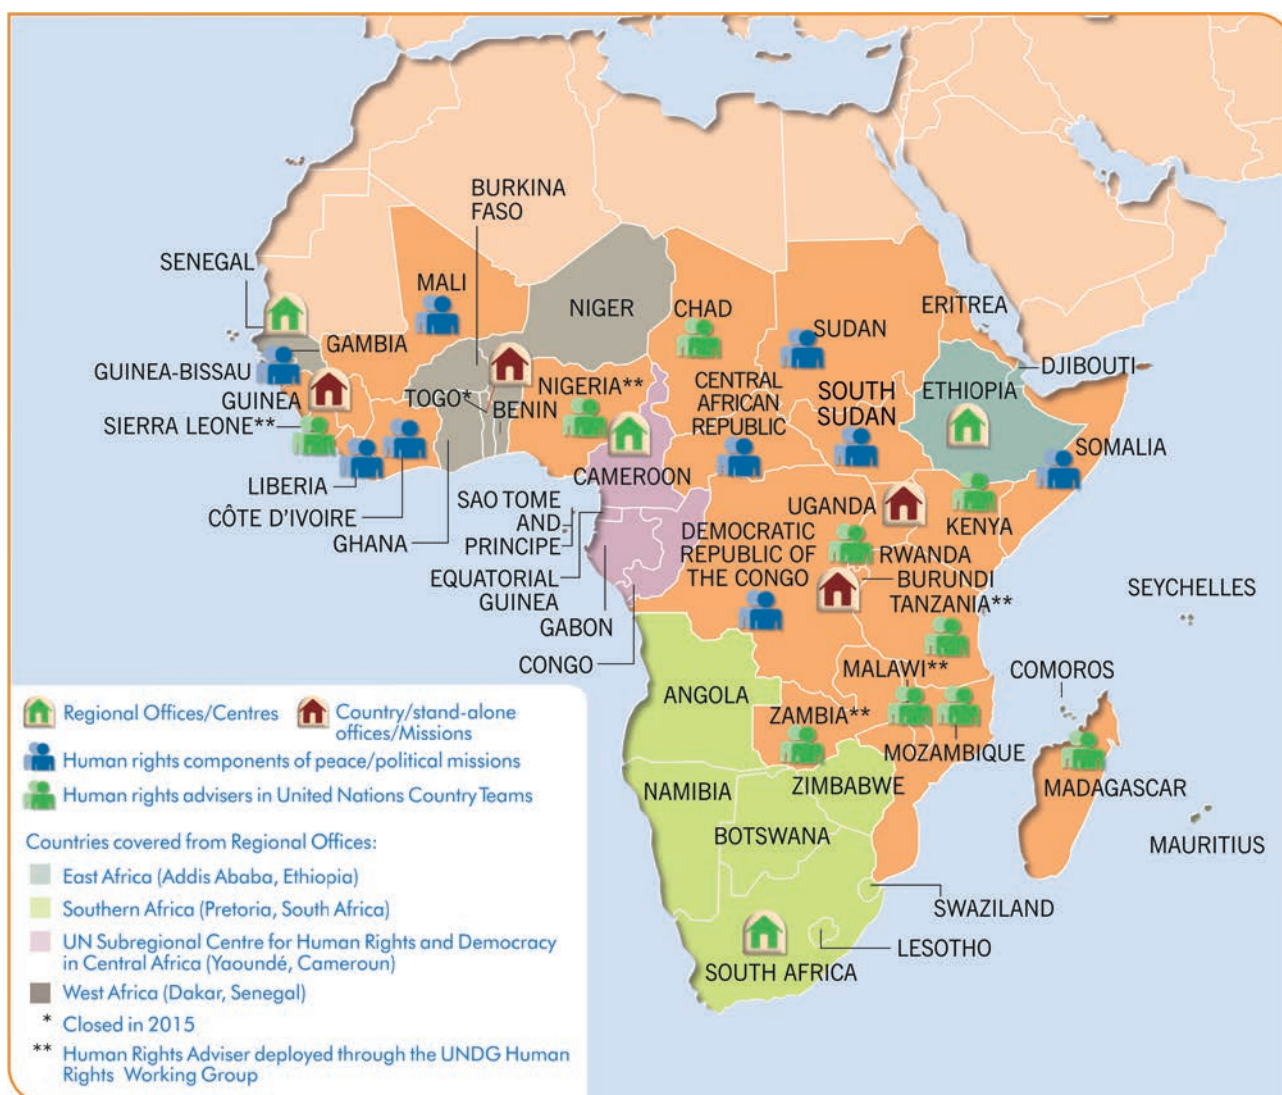 BURKINA
FASO
SENEGAL
MALI
NIGER
CHAD
SUDAN
ERITREA
GAMBIA
DJIBOUTI
GUINEA-BISSAU
GUINEA
TOGO*
NIGERIA**
BENIN
CENTRAL
AFRICAN
REPUBLIC
SOUTH
SUDAN
ETHIOPIA
SIERRA LEONE**
SOMALIA
LIBERIA
CAMEROON
CÔTE D'IVOIRE
GHANA
SAO TOME
AND
PRINCIPE
UGANDA
KENYA
DEMOCRATIC
REPUBLIC OF
THE CONGO
RWANDA
EQUATORIAL
GUINEA
BURUNDI
TANZANIA**
SEYCHELLES
GABON
CONGO
MALAWI**
COMOROS
ANGOLA
ZAMBIA**
MOZAMBIQUE
ZIMBABWE
MADAGASCAR
NAMIBIA
BOTSWANA
MAURITIUS
SWAZILAND
LESOTHO
SOUTH AFRICA
Regional Offices/Centres
Country/stand-alone
offices/Missions
Human rights components of peace/political missions
Human rights advisers in United Nations Country Teams
Countries covered from Regional Offices:
East Africa (Addis Ababa, Ethiopia)
Southern Africa (Pretoria, South Africa)
UN Subregional Centre for Human Rights and Democracy
in Central Africa (Yaoundé, Cameroun)
West Africa (Dakar, Senegal)
* Closed in 2015
** Human Rights Adviser deployed through the UNDG Human
Rights Working Group